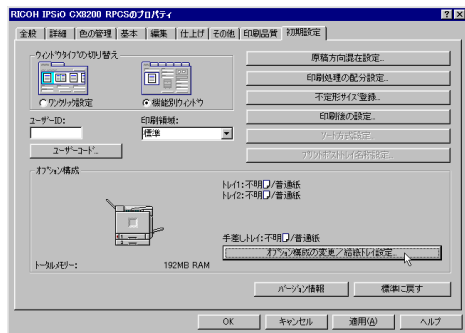 RICOH IPSiO CX8200 RPCSのプロパティ
全般 詳細 色の管理 基本 編集 仕上げ その他 印刷品質 初期設定
ウィンドウタイプの切り替え
ワンクリック設定 機能別ウィンドウ
ユーザーID:
印刷領域:
標準
ユーザーコード...
原稿方向混在設定...
印刷処理の配分設定...
不定形サイズ登録...
印刷後の設定...
ソート方式設定...
プリントポストトレイ名称設定...
オプション構成
トレイ1:不明/普通紙
トレイ2:不明/普通紙
手差しトレイ:不明/普通紙
オプション構成の変更/給紙トレイ設定...
トータルメモリー: 192MB RAM
バージョン情報 標準に戻す
OK キャンセル 適用(A) ヘルプ